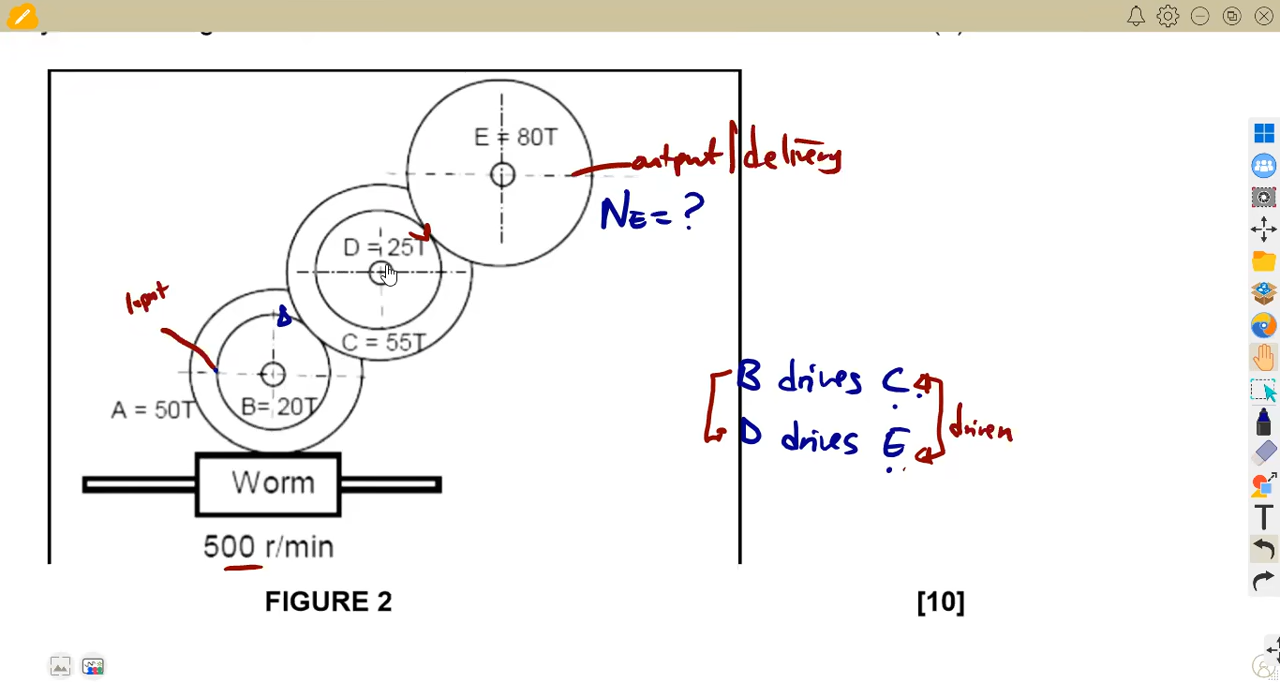 E = 80T
output / delivery
NE = ?
D = 25T
Input
C = 55T
B drives C
A = 50T
B= 20T
driven
D drives E
Worm
500 r/min
FIGURE 2
[10]
T